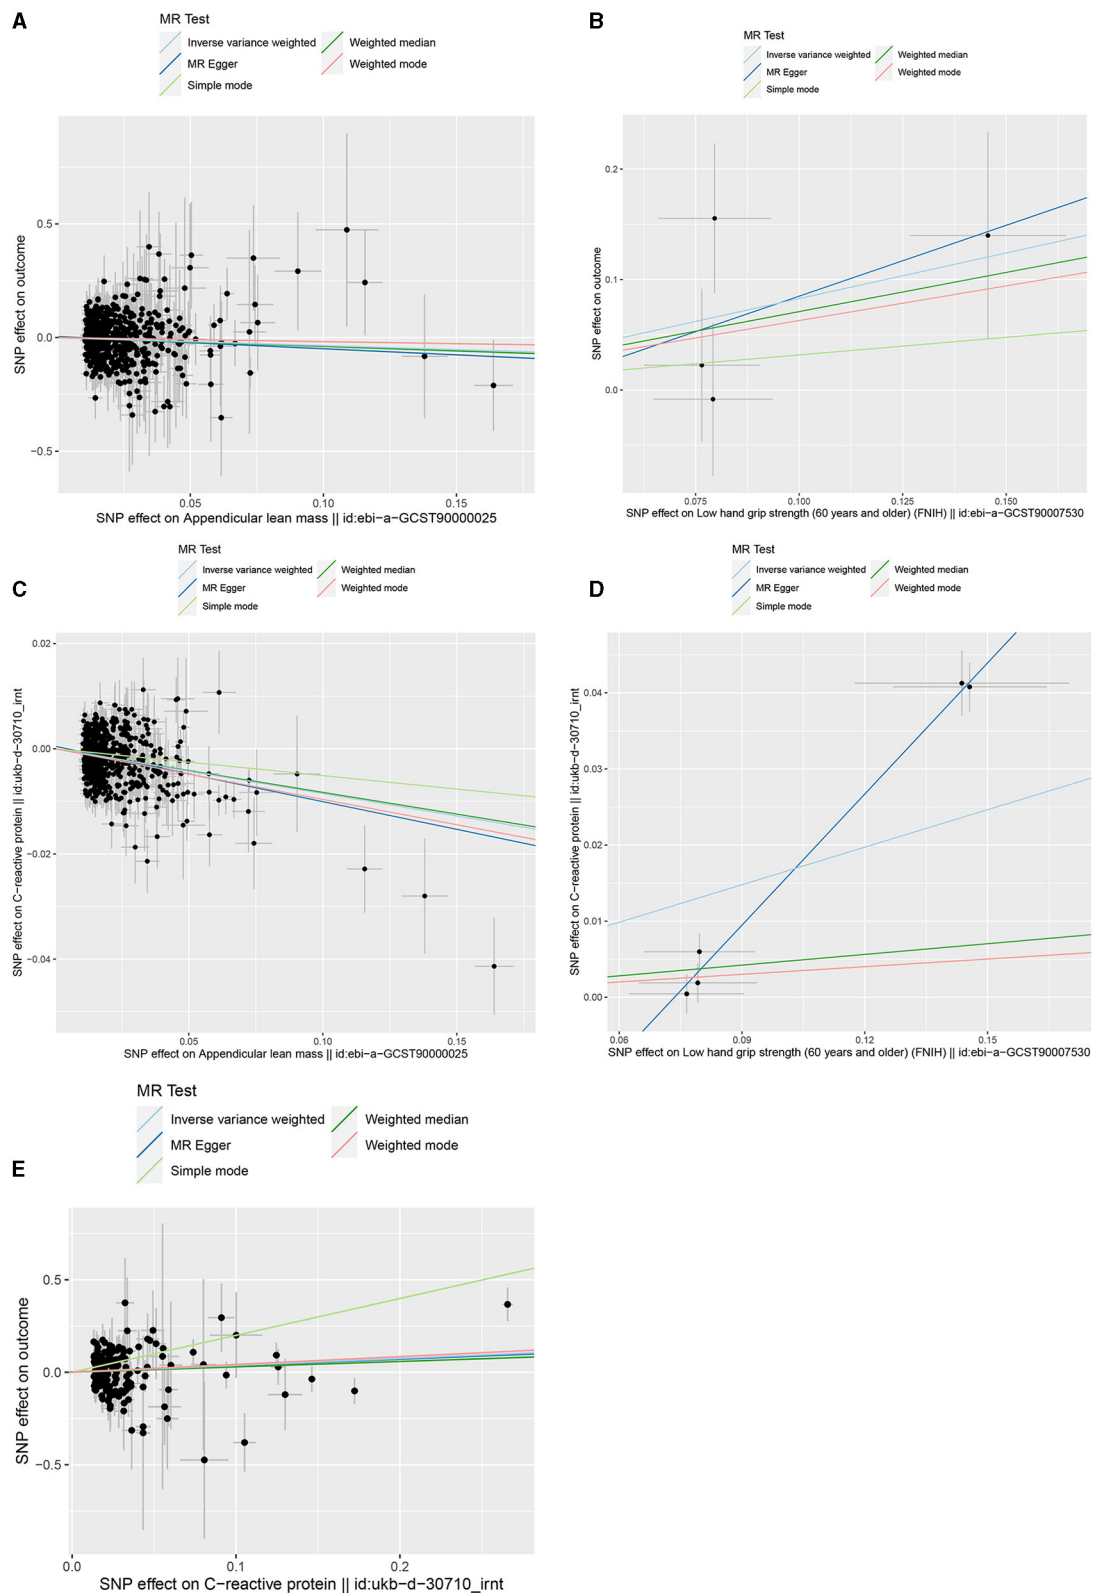 A
MR Test
Inverse variance weighted
Weighted median
MR Egger
Weighted mode
Simple mode
SNP effect on outcome
0.5
0.0
−0.5
0.05
0.10
0.15
SNP effect on Appendicular lean mass || id:ebi−a−GCST90000025
B
MR Test
Inverse variance weighted
Weighted median
MR Egger
Weighted mode
Simple mode
SNP effect on outcome
0.2
0.1
0.0
0.075
0.100
0.125
0.150
SNP effect on Low hand grip strength (60 years and older) (FNIH) || id:ebi−a−GCST90007530
C
MR Test
Inverse variance weighted
Weighted median
MR Egger
Weighted mode
Simple mode
SNP effect on C−reactive protein || id:ukb−d−30710_irnt
0.02
0.00
−0.02
−0.04
0.05
0.10
0.15
SNP effect on Appendicular lean mass || id:ebi−a−GCST90000025
D
MR Test
Inverse variance weighted
Weighted median
MR Egger
Weighted mode
Simple mode
SNP effect on C−reactive protein || id:ukb−d−30710_irnt
0.04
0.03
0.02
0.01
0.00
0.06
0.09
0.12
0.15
SNP effect on Low hand grip strength (60 years and older) (FNIH) || id:ebi−a−GCST90007530
E
MR Test
Inverse variance weighted
Weighted median
MR Egger
Weighted mode
Simple mode
SNP effect on outcome
0.5
0.0
−0.5
0.0
0.1
0.2
SNP effect on C−reactive protein || id:ukb−d−30710_irnt